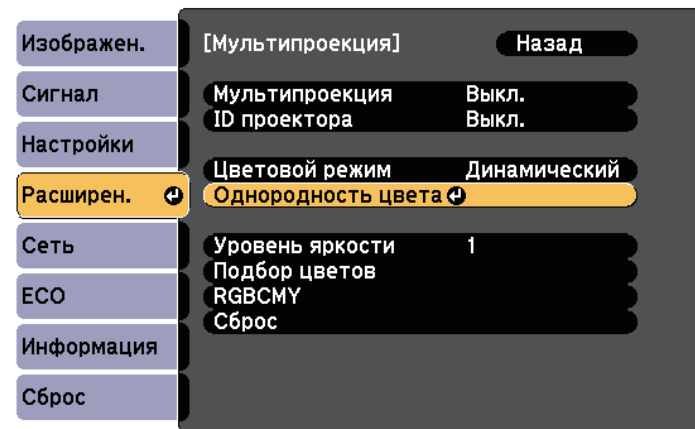 Изображен.
Сигнал
Настройки
Расширен.
Сеть
ECO
Информация
Сброс
[Мультипроекция] Назад
Мультипроекция Выкл.
ID проектора Выкл.
Цветовой режим Динамический
Однородность цвета
Уровень яркости 1
Подбор цветов
RGBCMY
Сброс